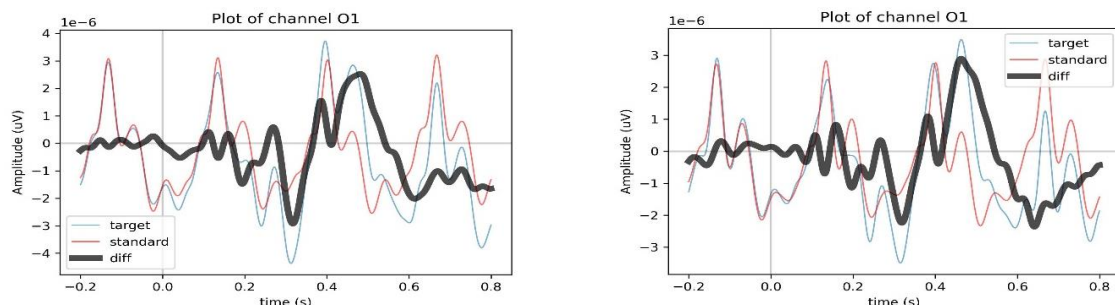 Plot of channel O1
1e−6
4
3
2
1
0
−1
−2
−3
−4
Amplitude (uV)
target
standard
diff
−0.2
0.0
0.2
0.4
0.6
0.8
time (s)
Plot of channel O1
1e−6
3
2
1
0
−1
−2
−3
Amplitude (uV)
target
standard
diff
−0.2
0.0
0.2
0.4
0.6
0.8
time (s)